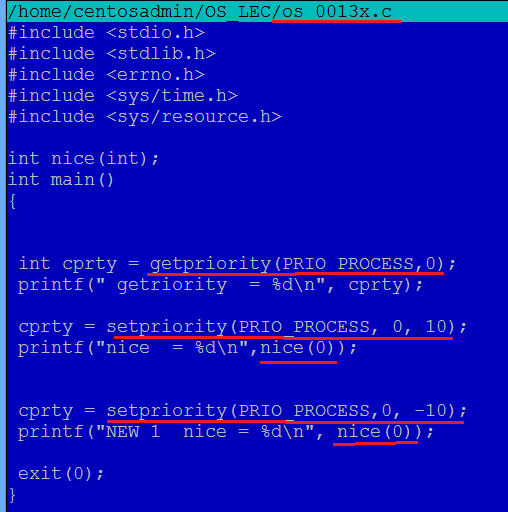 /home/centosadmin/OS_LEC/os_0013x.c
#include <stdio.h>
#include <stdlib.h>
#include <errno.h>
#include <sys/time.h>
#include <sys/resource.h>
int nice(int);
int main()
{
int cprty = getpriority(PRIO_PROCESS,0);
printf(" getriority  = %d\n", cprty);
cprty = setpriority(PRIO_PROCESS, 0, 10);
printf("nice  = %d\n",nice(0));
cprty = setpriority(PRIO_PROCESS,0, -10);
printf("NEW 1  nice = %d\n", nice(0));
exit(0);
}